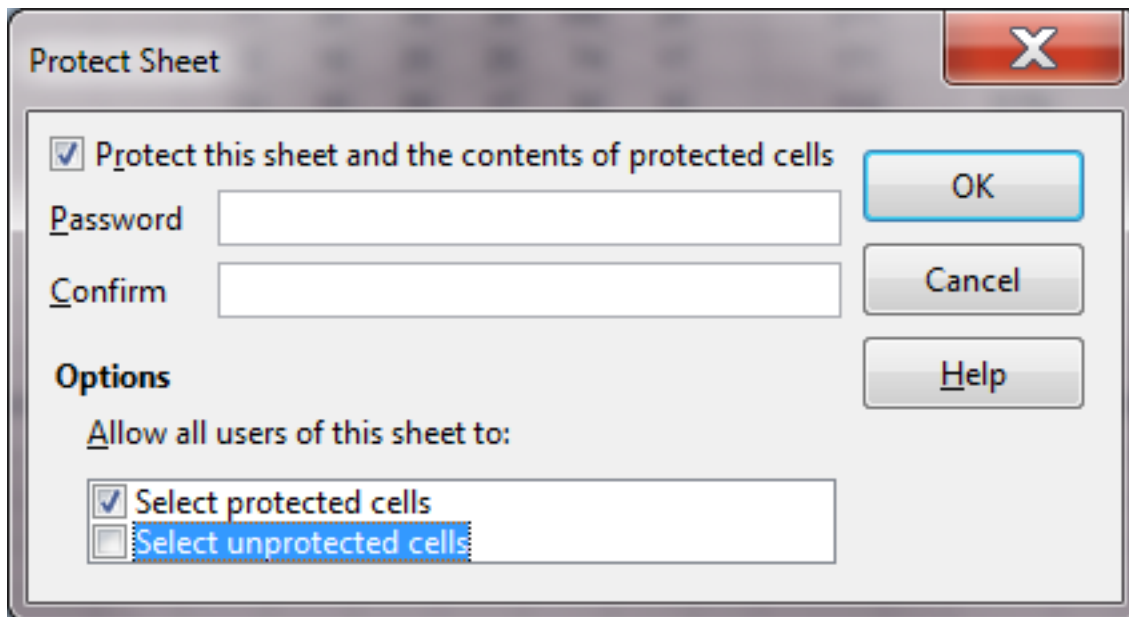 Protect Sheet
Protect this sheet and the contents of protected cells
OK
Password
Cancel
Confirm
Help
Options
Allow all users of this sheet to:
Select protected cells
Select unprotected cells